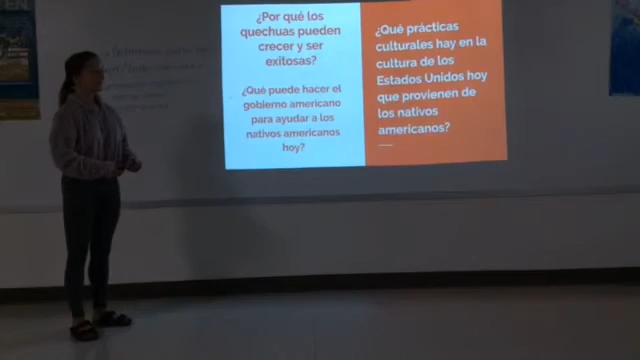 ¿Por qué los
quechuas pueden
crecer y ser
exitosas?
¿Qué puede hacer el
gobierno americano
para ayudar a los
nativos americanos
hoy?
¿Qué prácticas
culturales hay en la
cultura de los
Estados Unidos hoy
que provienen de
los nativos
americanos?
EN